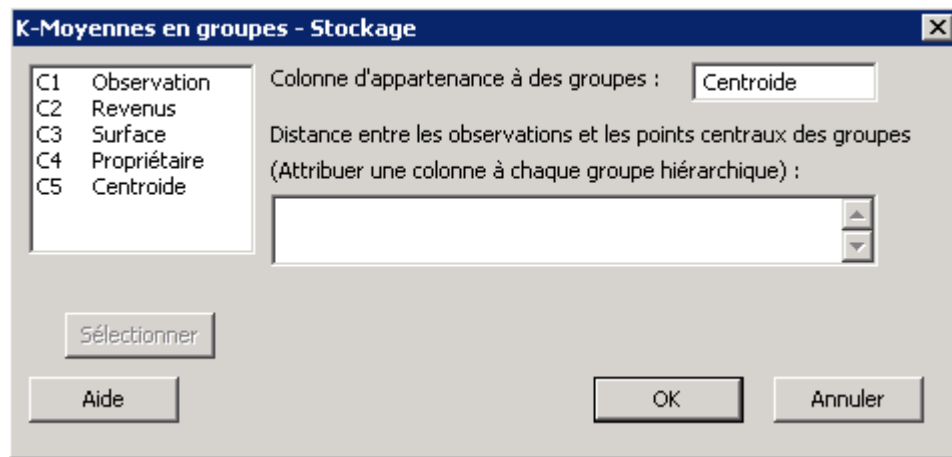 K-Moyennes en groupes - Stockage
C1 Observation
C2 Revenus
C3 Surface
C4 Propriétaire
C5 Centroide
Colonne d'appartenance à des groupes : Centroide
Distance entre les observations et les points centraux des groupes
(Attribuer une colonne à chaque groupe hiérarchique) :
Sélectionner
Aide
OK
Annuler